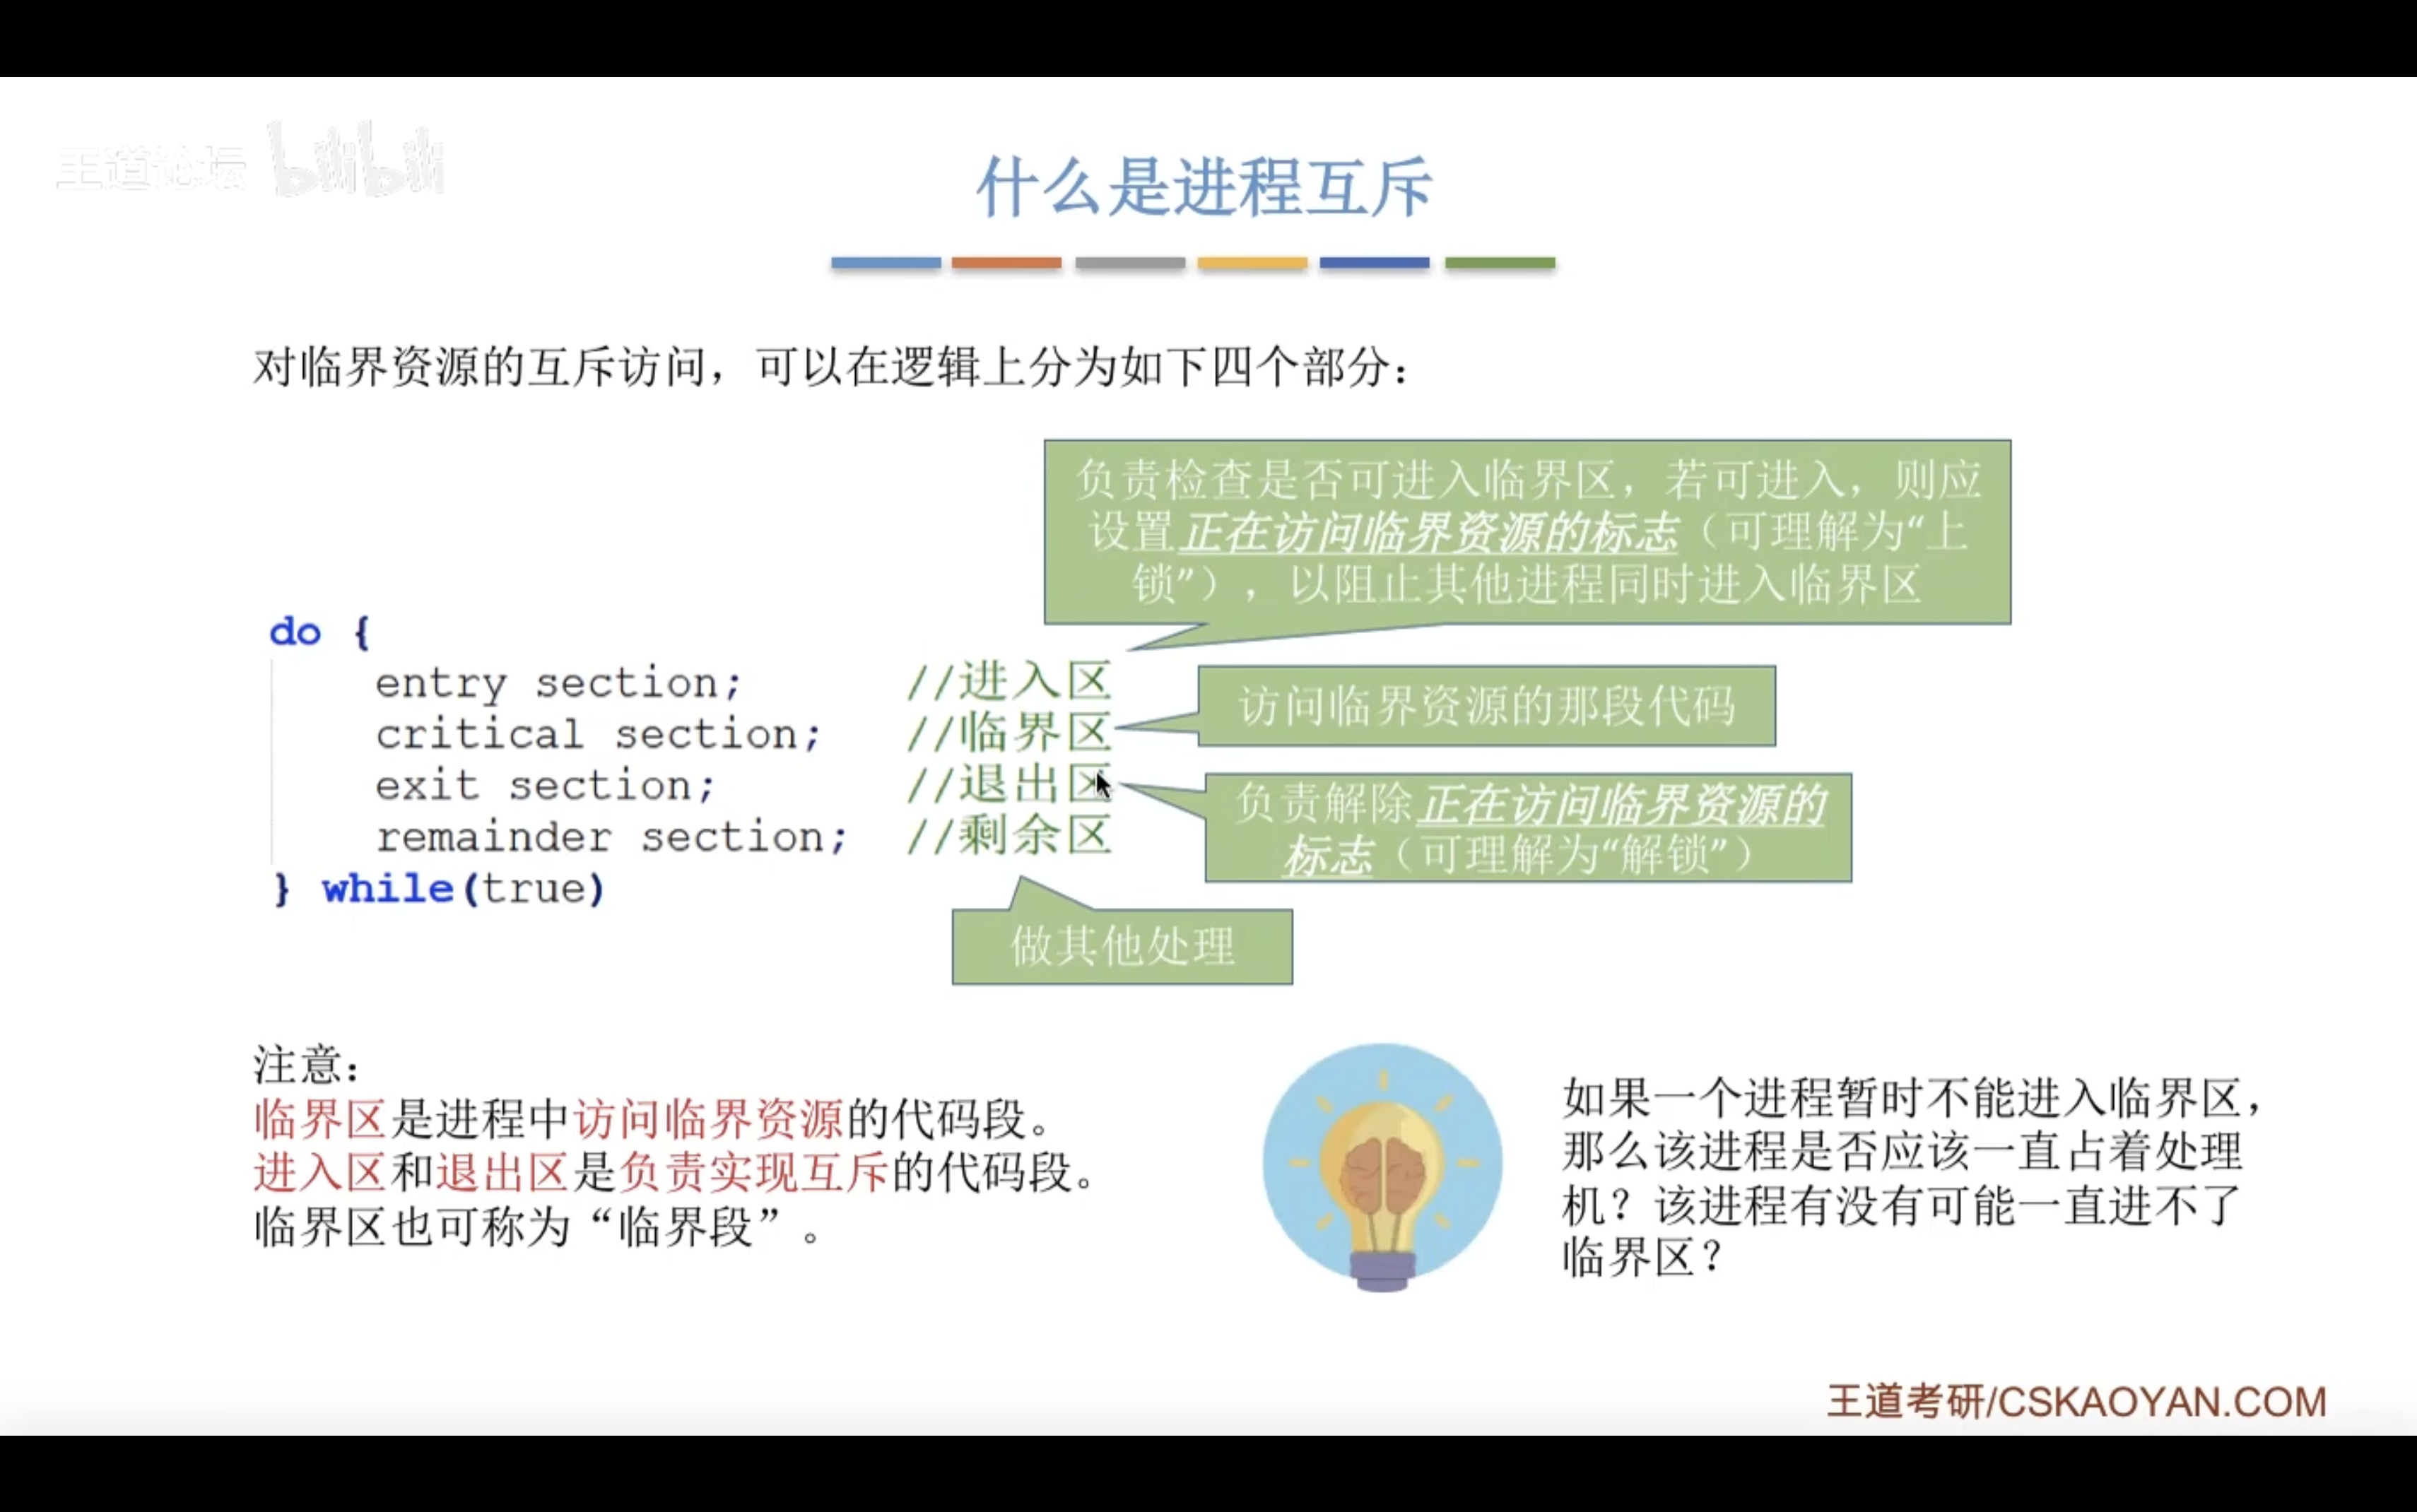 王道论坛 bilibili
什么是进程互斥
对临界资源的互斥访问，可以在逻辑上分为如下四个部分：
负责检查是否可进入临界区，若可进入，则应
设置正在访问临界资源的标志（可理解为“上
锁”），以阻止其他进程同时进入临界区
do {
entry section; //进入区
critical section; //临界区
exit section; //退出区
remainder section; //剩余区
} while(true)
访问临界资源的那段代码
负责解除正在访问临界资源的
标志（可理解为“解锁”）
做其他处理
注意：
临界区是进程中访问临界资源的代码段。
进入区和退出区是负责实现互斥的代码段。
临界区也可称为“临界段”。
如果一个进程暂时不能进入临界区，
那么该进程是否应该一直占着处理
机？该进程有没有可能一直进不了
临界区？
王道考研/CSKAOYAN.COM